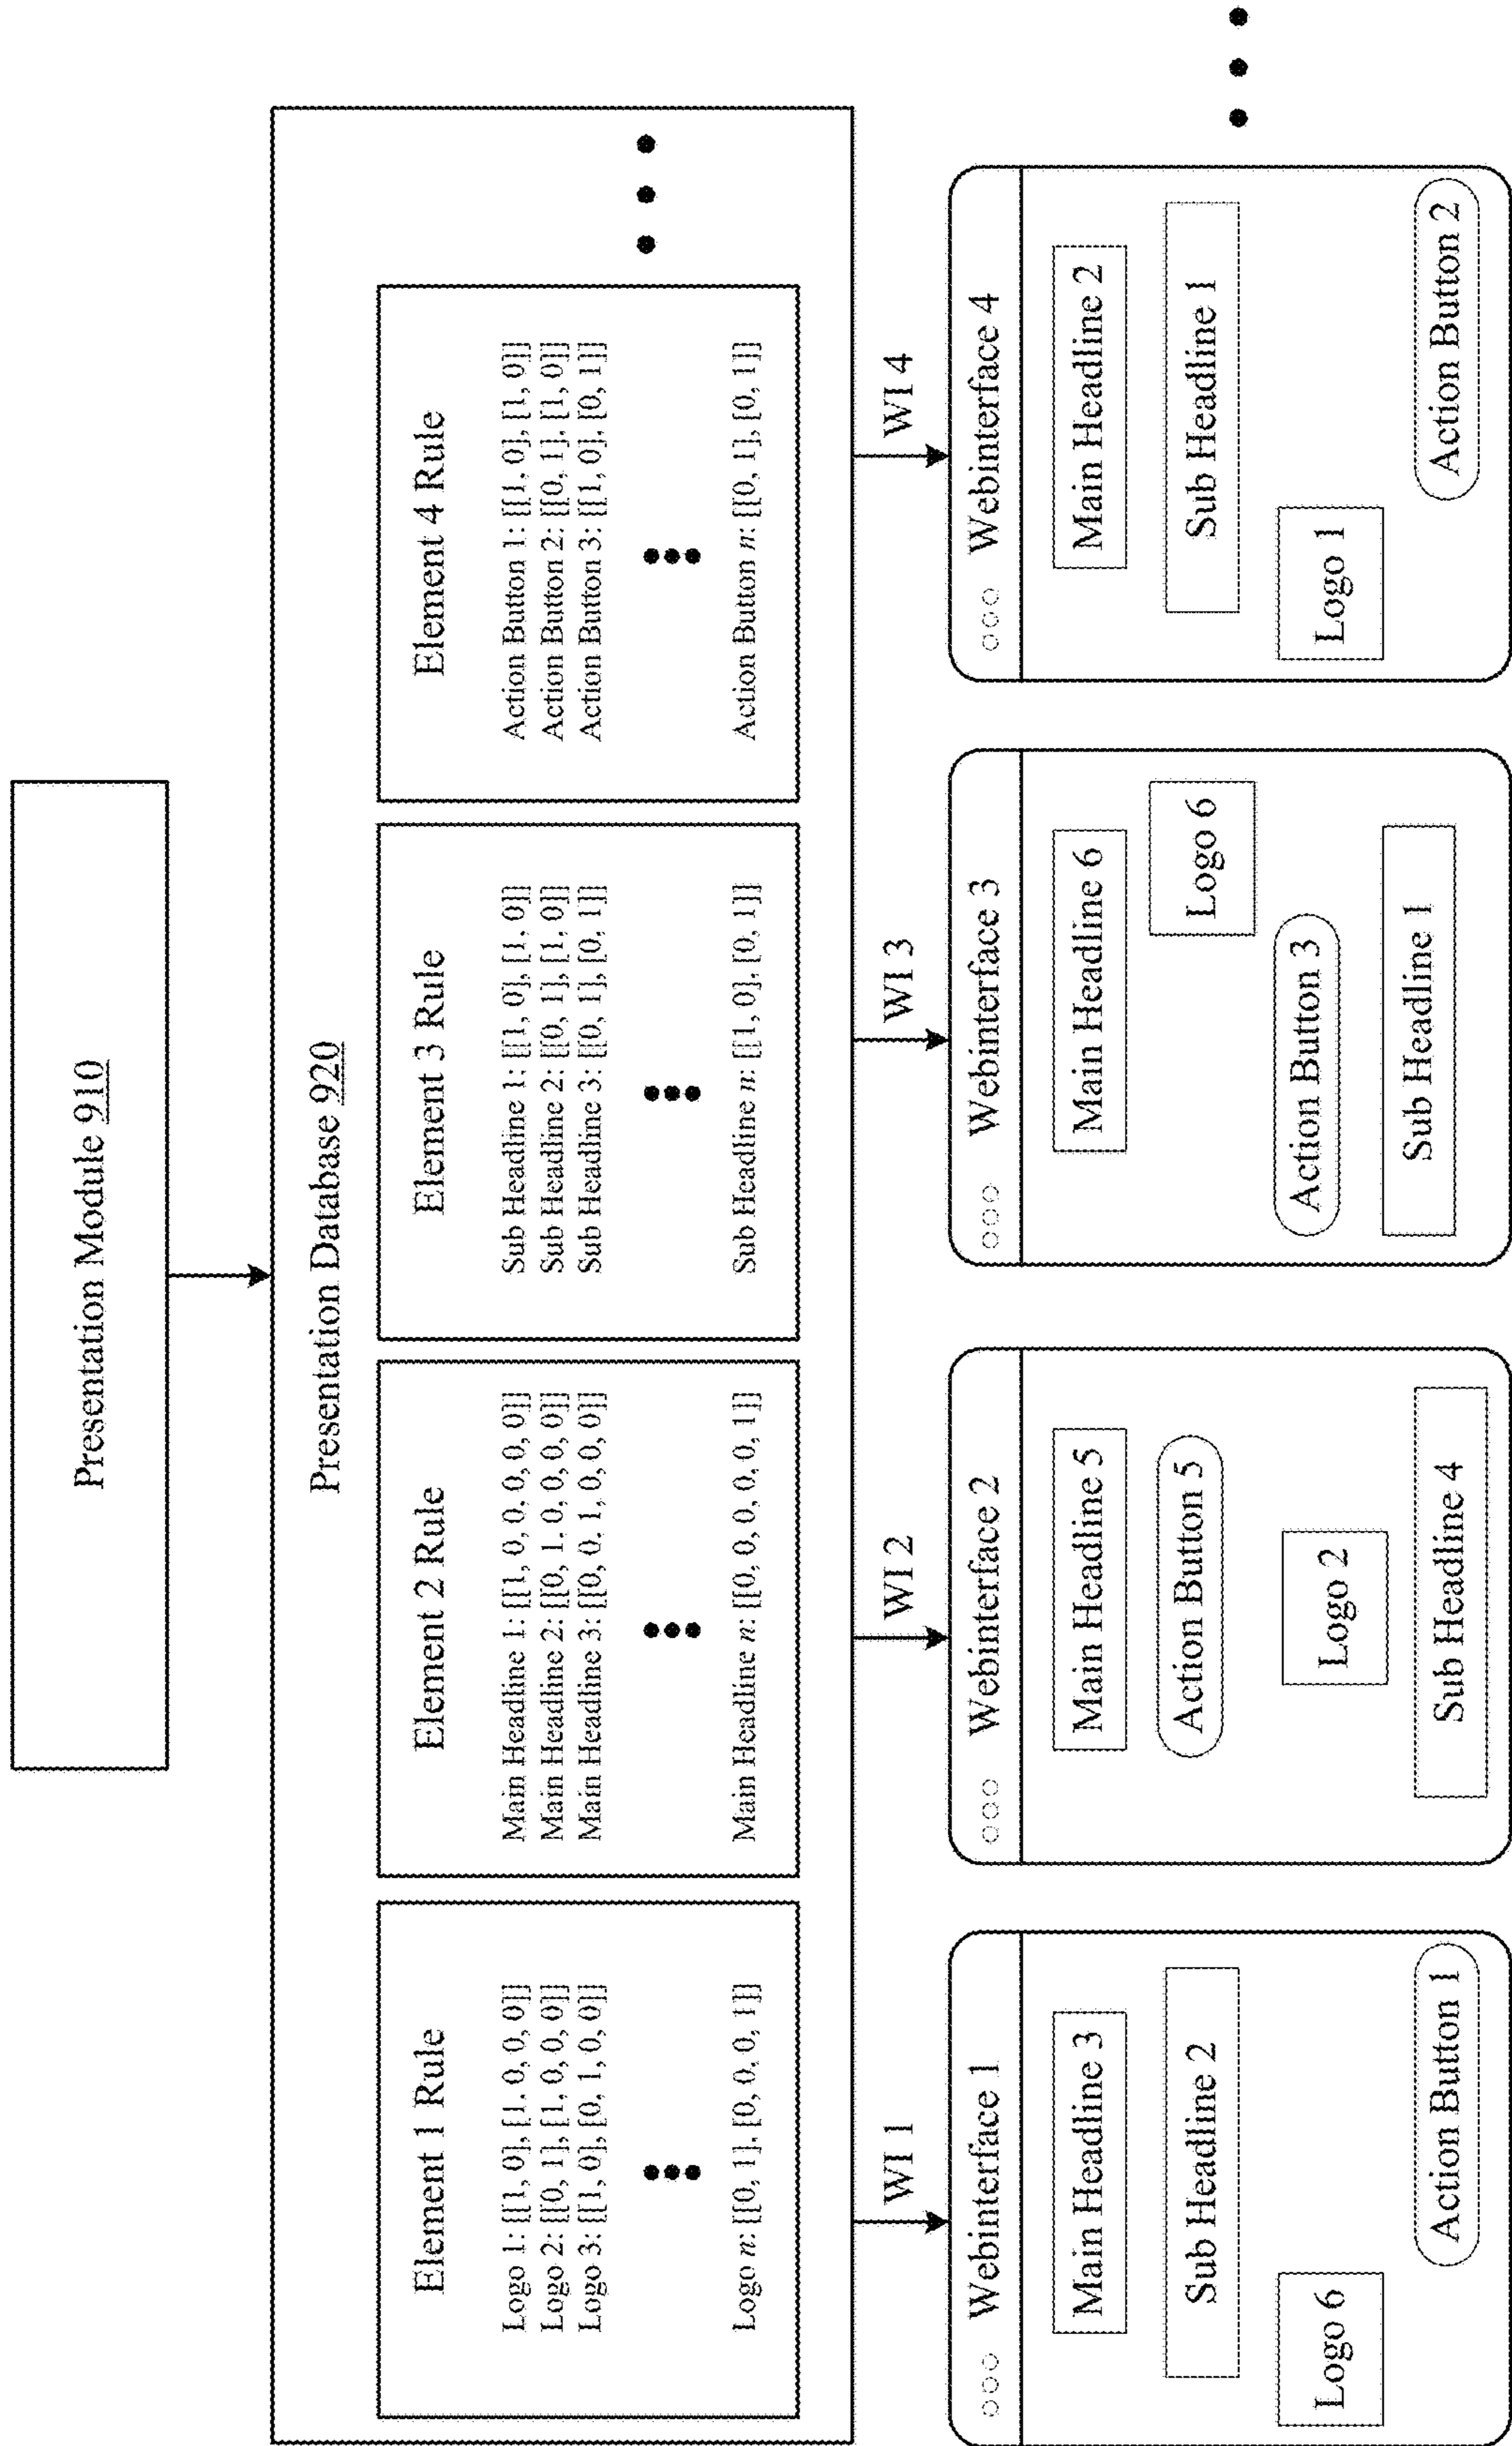 Presentation Module 910
Presentation Database 920
Element 1 Rule
Logo 1: [[1, 0], [1, 0, 0, 0]]
Logo 2: [[0, 1], [1, 0, 0, 0]]
Logo 3: [[1, 0], [0, 1, 0, 0]]
Logo n: [[0, 1], [0, 0, 0, 1]]
Element 2 Rule
Main Headline 1: [[1, 0, 0, 0, 0, 0]]
Main Headline 2: [[0, 1, 0, 0, 0, 0]]
Main Headline 3: [[0, 0, 1, 0, 0, 0]]
Main Headline n: [[0, 0, 0, 0, 0, 1]]
Element 3 Rule
Sub Headline 1: [[1, 0], [1, 0]]
Sub Headline 2: [[0, 1], [1, 0]]
Sub Headline 3: [[0, 1], [0, 1]]
Sub Headline n: [[1, 0], [0, 1]]
Element 4 Rule
Action Button 1: [[1, 0], [1, 0]]
Action Button 2: [[0, 1], [1, 0]]
Action Button 3: [[1, 0], [0, 1]]
Action Button n: [[0, 1], [0, 1]]
WI 1
WI 2
WI 3
WI 4
Webinterface 1
Main Headline 3
Sub Headline 2
Logo 6
Action Button 1
Webinterface 2
Main Headline 5
Action Button 5
Logo 2
Sub Headline 4
Webinterface 3
Main Headline 6
Logo 6
Action Button 3
Sub Headline 1
Webinterface 4
Main Headline 2
Sub Headline 1
Logo 1
Action Button 2